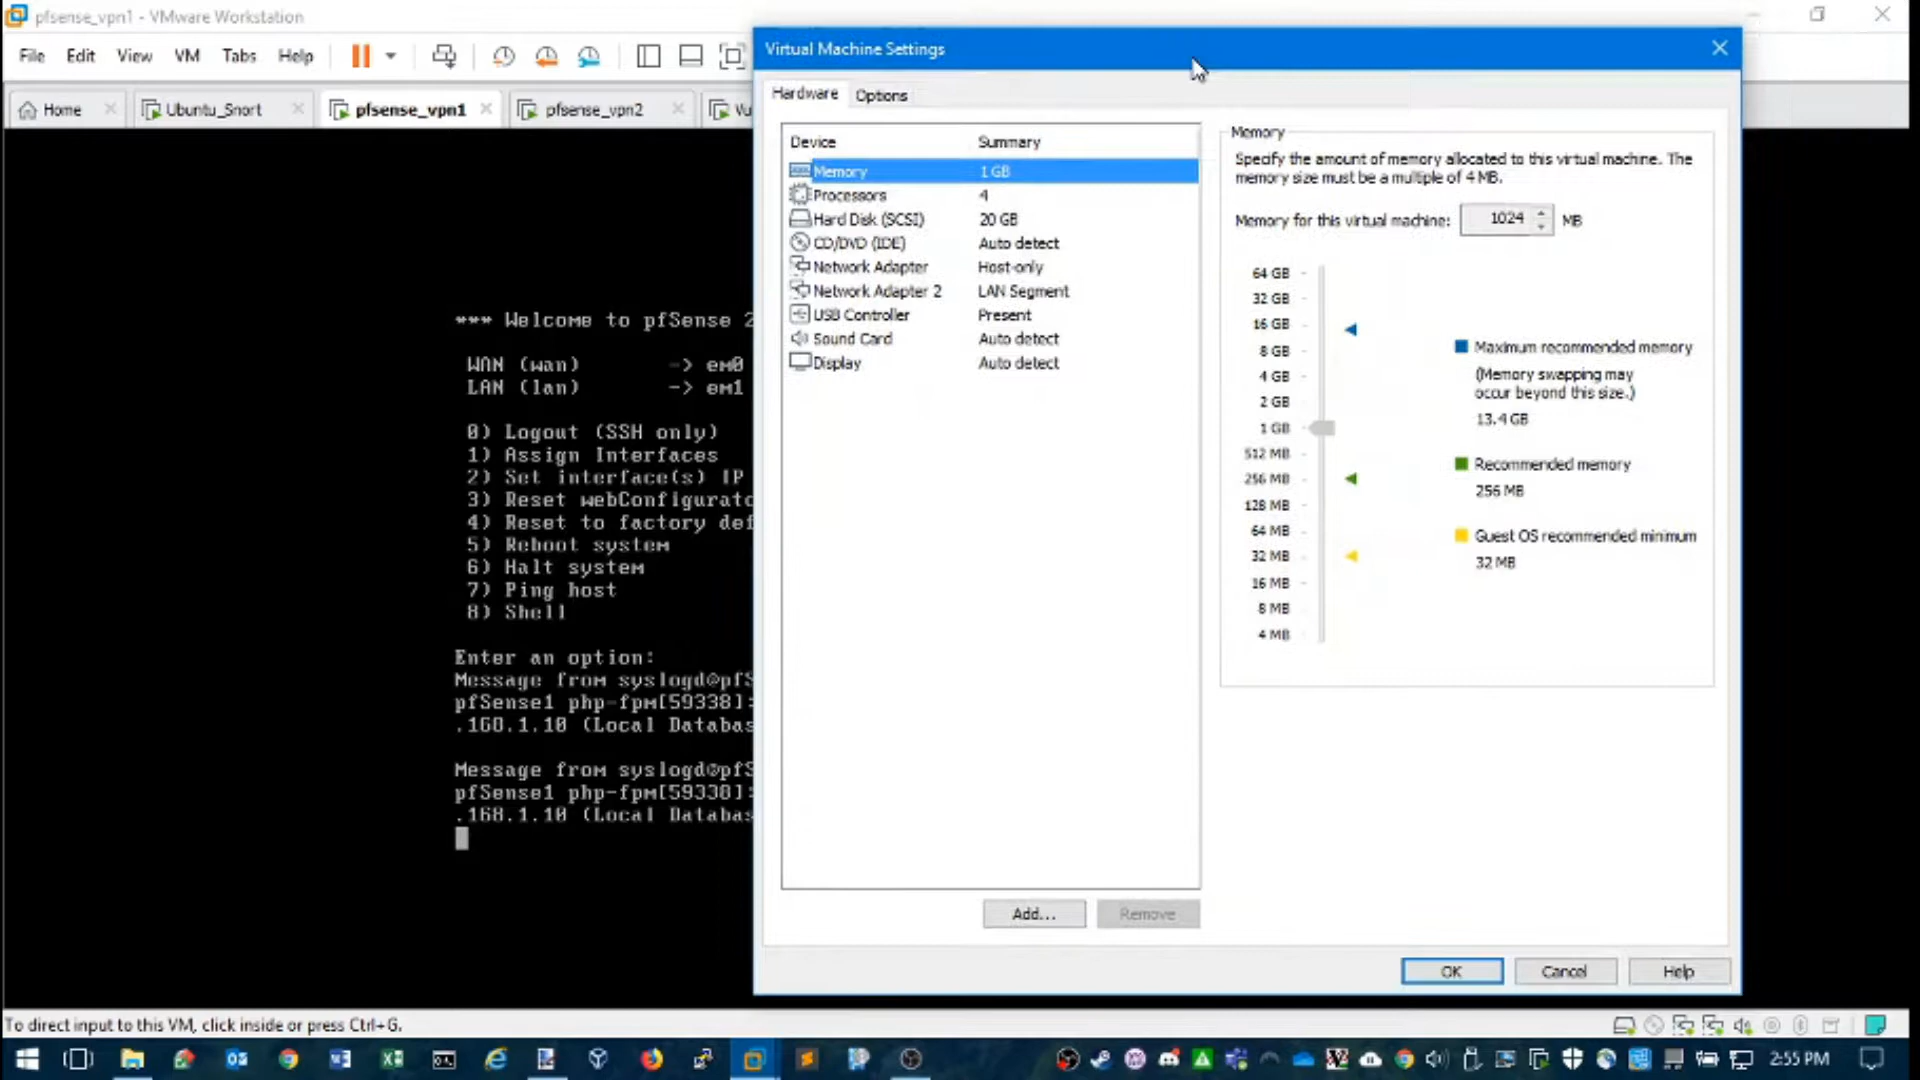 pfsense_vpn1 - VMware Workstation
File Edit View VM Tabs Help
Home Ubuntu_Snort pfsense_vpn1 pfsense_vpn2 Vu
*** Welcome to pfSense 2
WAN (wan) -> em0
LAN (lan) -> em1
0) Logout (SSH only)
1) Assign Interfaces
2) Set interface(s) IP
3) Reset webConfigurato
4) Reset to factory def
5) Reboot system
6) Halt system
7) Ping host
8) Shell
Enter an option:
Message from syslogd@pfS
pfSense1 php-fpm[59338]:
.168.1.10 (Local Databas
Message from syslogd@pfS
pfSense1 php-fpm[59338]:
.168.1.10 (Local Databas
Virtual Machine Settings
Hardware Options
Device Summary
Memory 1 GB
Processors 4
Hard Disk (SCSI) 20 GB
CD/DVD (IDE) Auto detect
Network Adapter Host-only
Network Adapter 2 LAN Segment
USB Controller Present
Sound Card Auto detect
Display Auto detect
Add... Remove
Memory
Specify the amount of memory allocated to this virtual machine. The
memory size must be a multiple of 4 MB.
Memory for this virtual machine: 1024 MB
64 GB
32 GB
16 GB
8 GB
4 GB
2 GB
1 GB
512 MB
256 MB
128 MB
64 MB
32 MB
16 MB
8 MB
4 MB
Maximum recommended memory
(Memory swapping may
occur beyond this size.)
13.4 GB
Recommended memory
256 MB
Guest OS recommended minimum
32 MB
OK Cancel Help
To direct input to this VM, click inside or press Ctrl+G.
2:55 PM